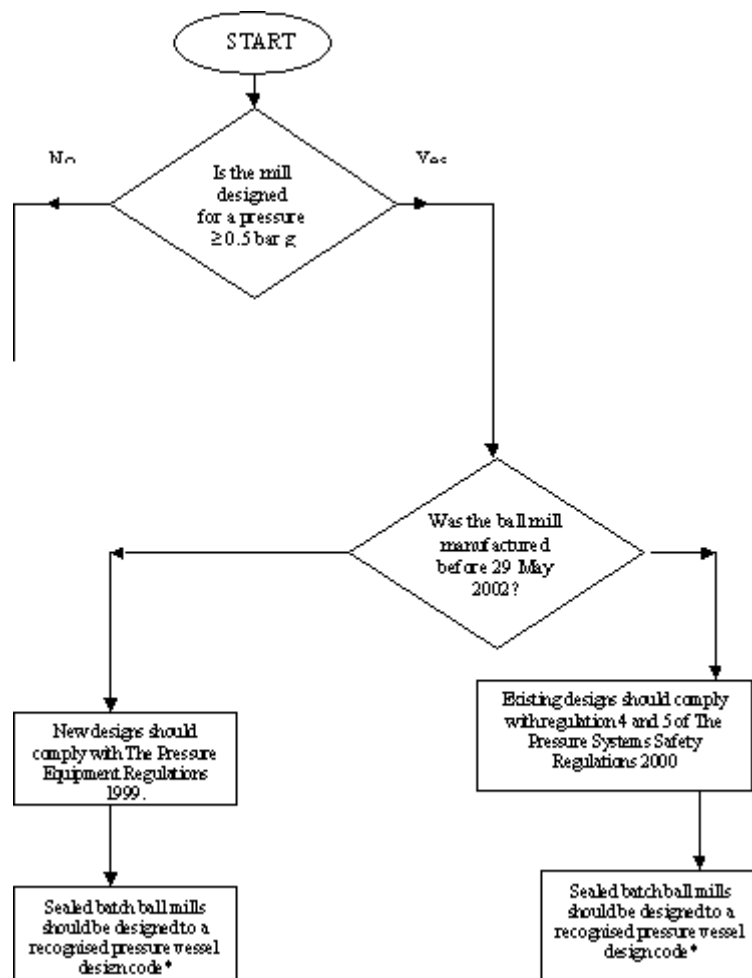 START
No
Yes
Is the mill
designed
for a pressure
≥ 0.5 bar g
Was the ball mill
manufactured
before 29 May
2002?
New designs should
comply with The Pressure
Equipment Regulations
1999.
Existing designs should comply
with regulation 4 and 5 of The
Pressure Systems Safety
Regulations 2000
Sealed batch ball mills
should be designed to a
recognised pressure vessel
design code*
Sealed batch ball mills
should be designed to a
recognised pressure vessel
design code*